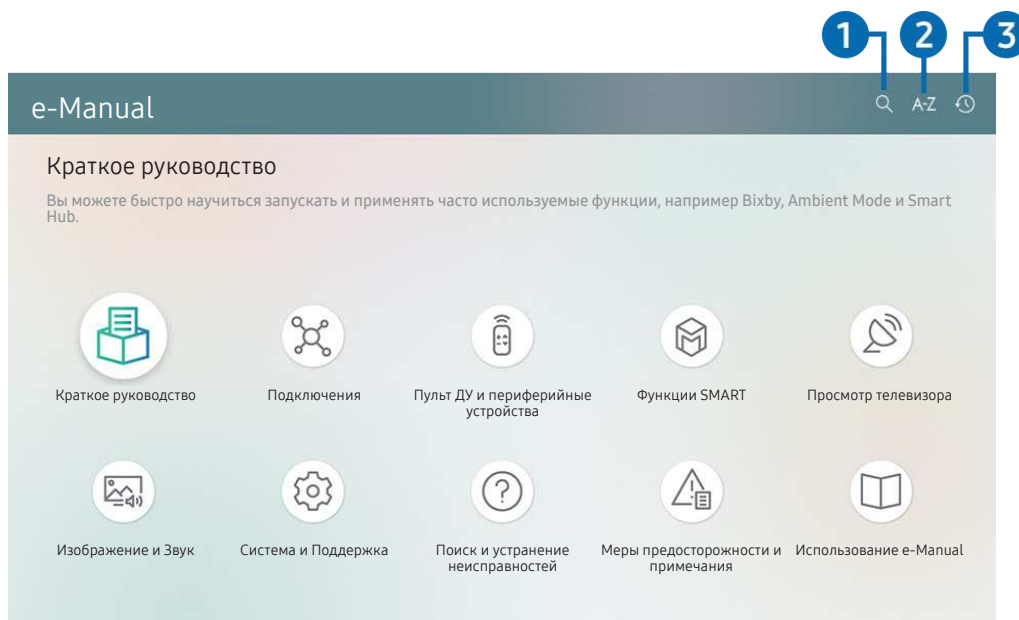 1 2 3
e-Manual
A-Z
Краткое руководство
Вы можете быстро научиться запускать и применять часто используемые функции, например Bixby, Ambient Mode и Smart
Hub.
Краткое руководство
Подключения
Пульт ДУ и периферийные
устройства
Функции SMART
Просмотр телевизора
Изображение и Звук
Система и Поддержка
Поиск и устранение
неисправностей
Меры предосторожности и
примечания
Использование e-Manual